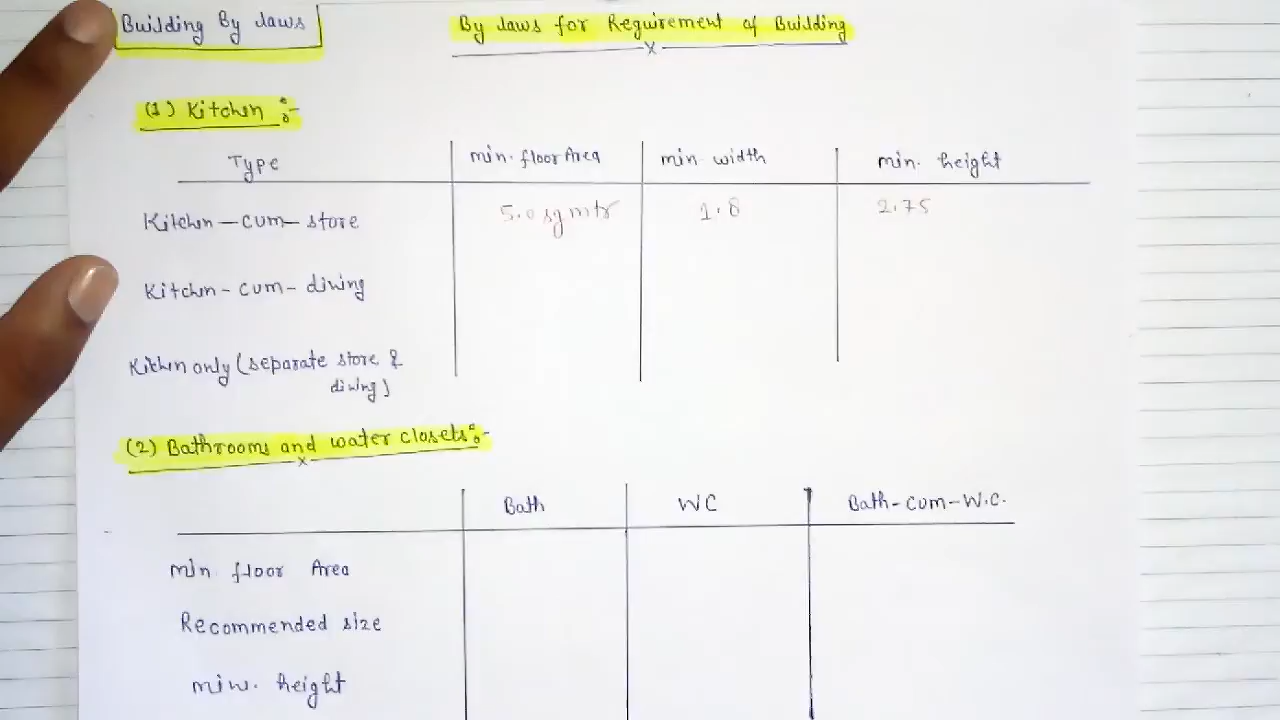 Building By laws
By laws for Requirement of Building
(1) Kitchen :-
Type min. floor Area min. width min. height
Kitchen-cum-store 5.0 sq mtr 1.8 2.75
Kitchen-cum-dining
Kitchen only (separate store &
dining)
(2) Bathrooms and water closets:-
Bath WC Bath-cum-W.C.
min. floor Area
Recommended size
min. height